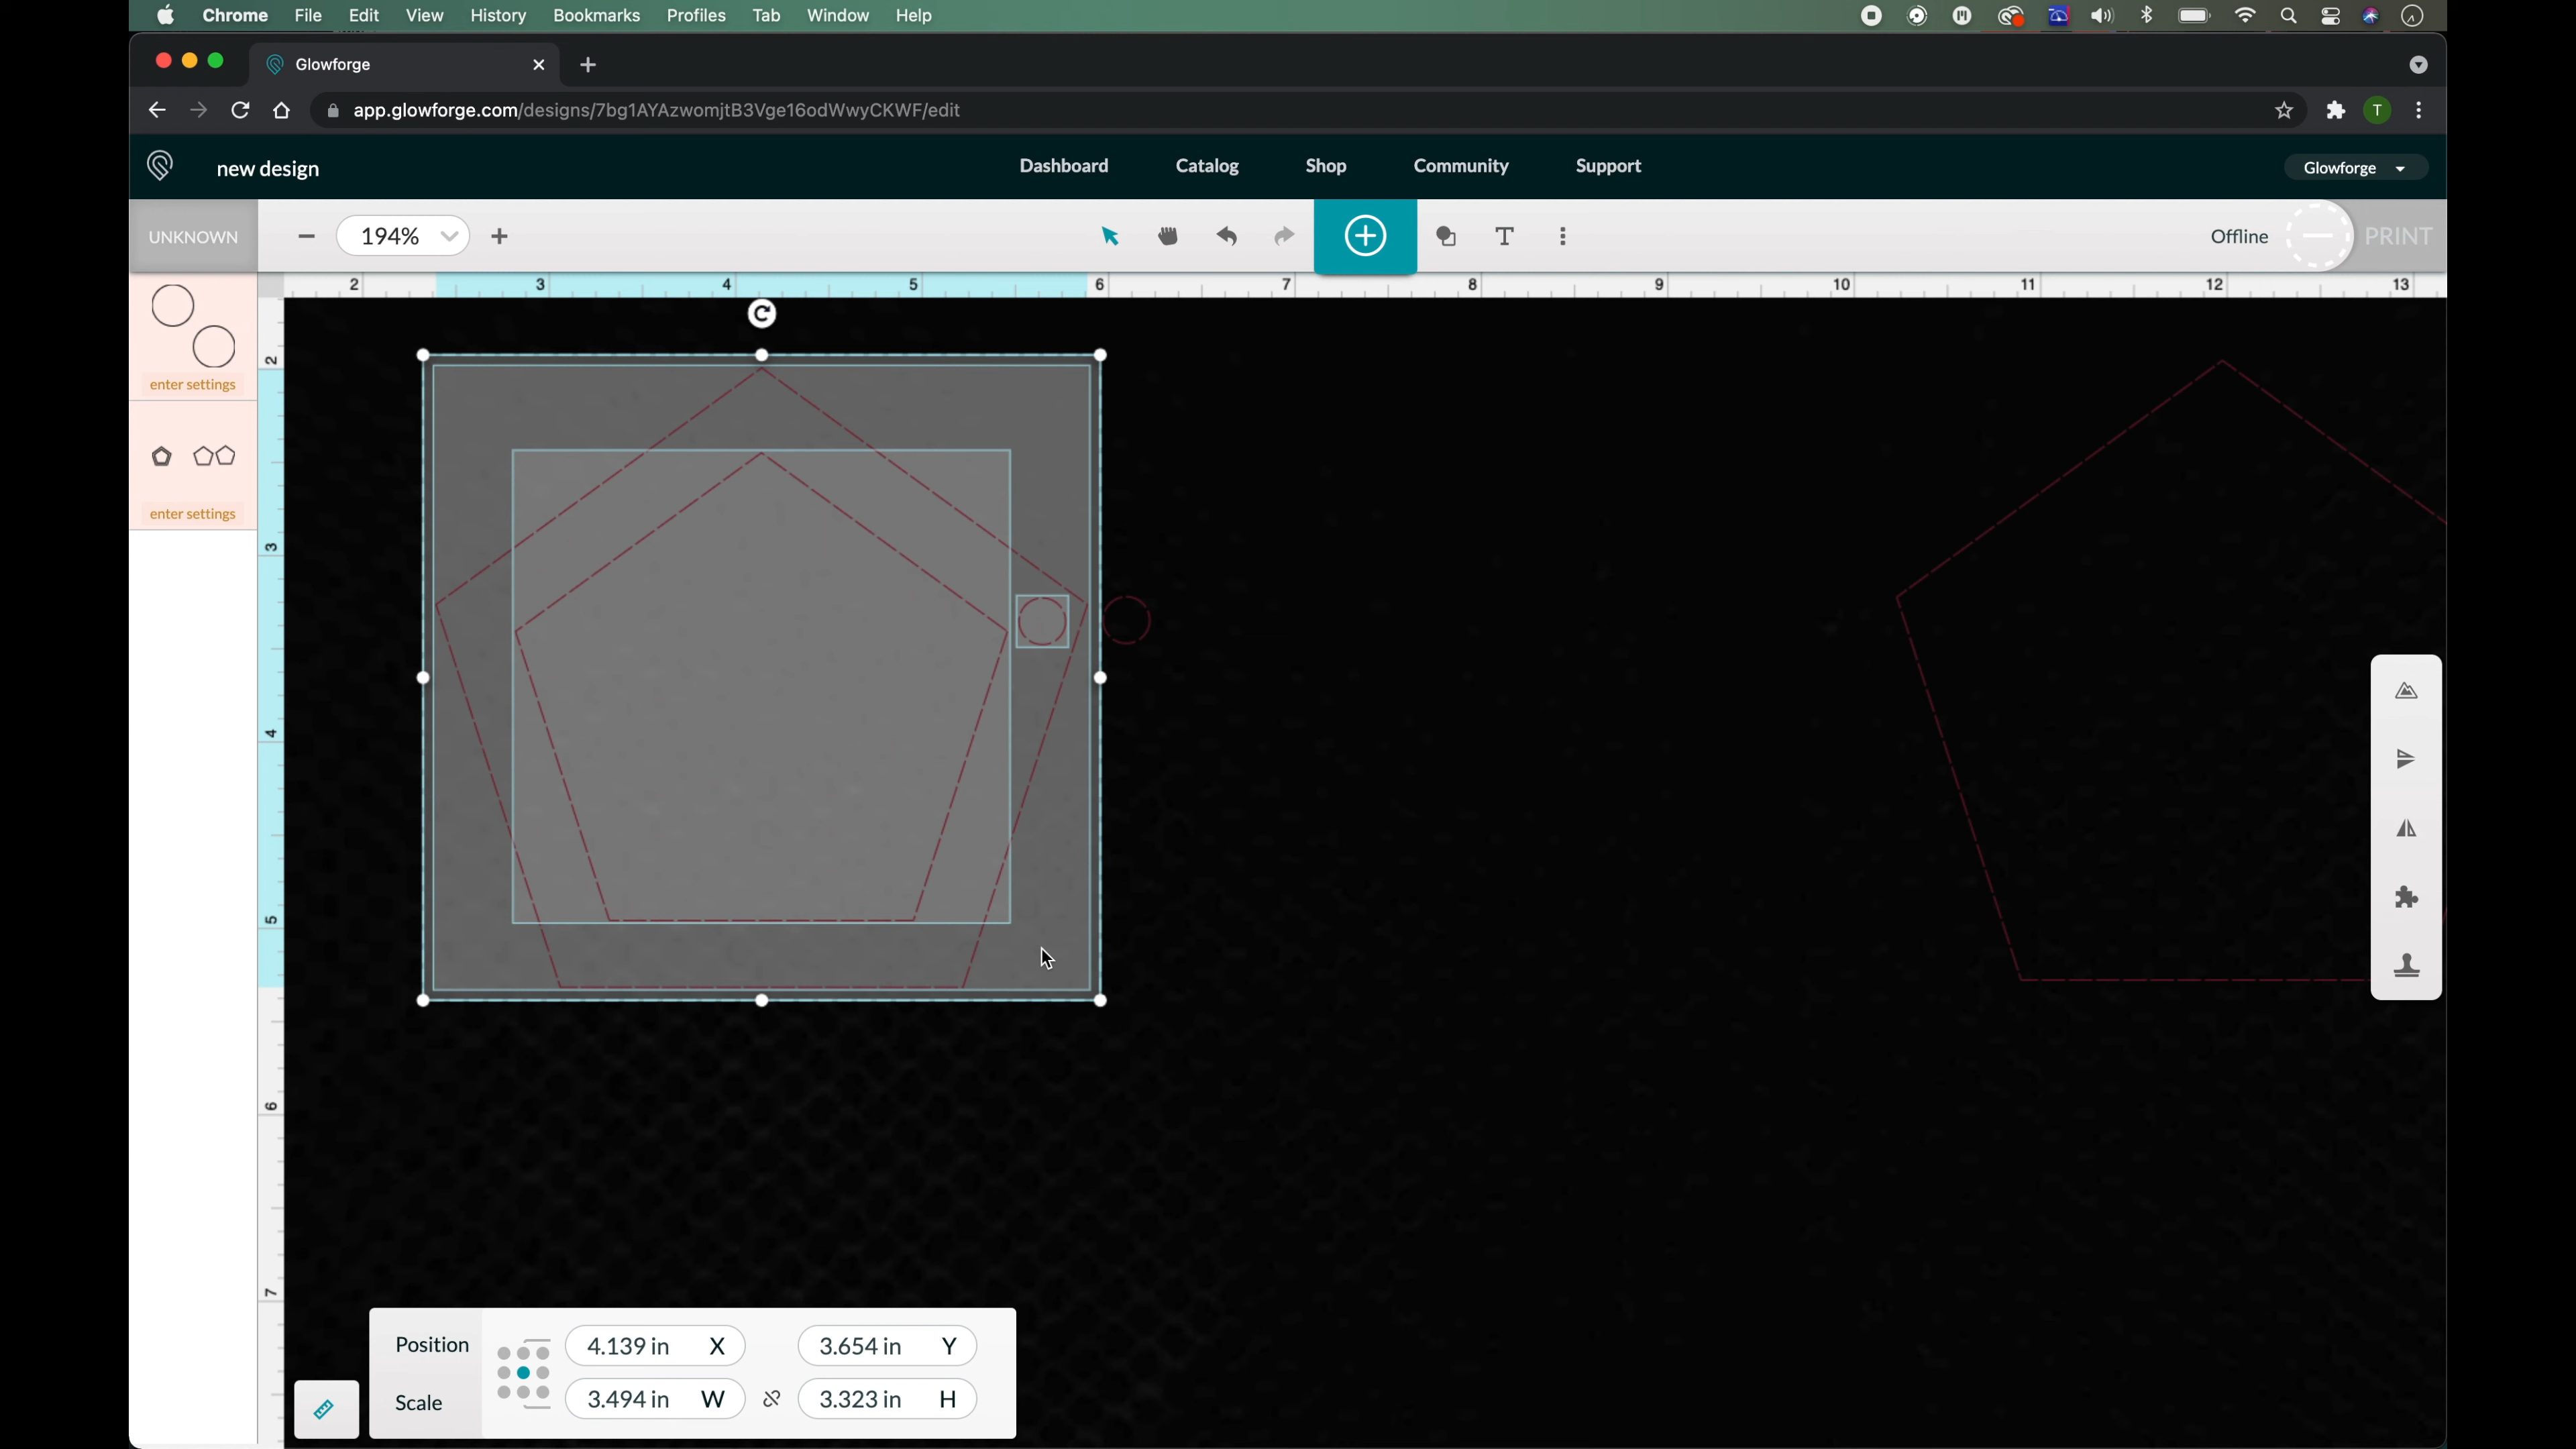 Chrome File Edit View History Bookmarks Profiles Tab Window Help
Glowforge
app.glowforge.com/designs/7bg1AYAzwomjtB3Vge16odWwyCKWF/edit
T
new design Dashboard Catalog Shop Community Support Glowforge
UNKNOWN 194% T Offline PRINT
2 3 4 5 6 7 8 9 10 11 12 13
2
enter settings
enter settings
3
4
5
6
7
Position 4.139 in X 3.654 in Y
Scale 3.494 in W 3.323 in H